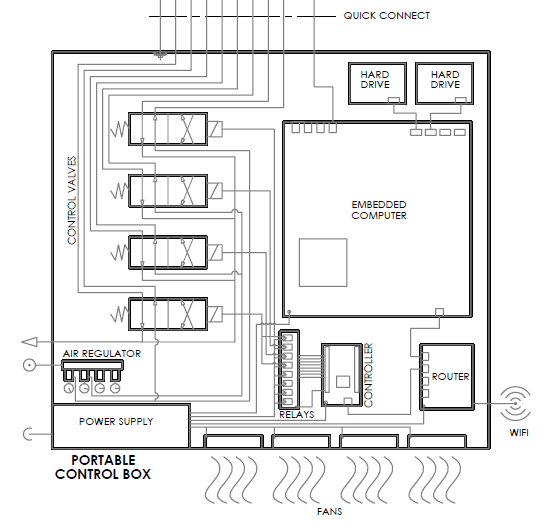 QUICK CONNECT
HARD
DRIVE
HARD
DRIVE
CONTROL VALVES
EMBEDDED
COMPUTER
AIR REGULATOR
CONTROLLER
ROUTER
RELAYS
POWER SUPPLY
WIFI
PORTABLE
CONTROL BOX
FANS